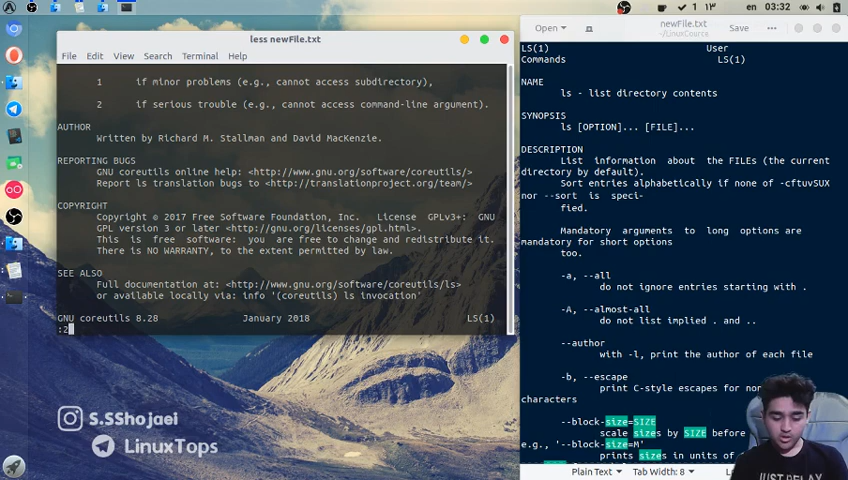 en
03:32
1
۱۳
less newFile.txt
File Edit View Search Terminal Help
1 if minor problems (e.g., cannot access subdirectory),
2 if serious trouble (e.g., cannot access command-line argument).
AUTHOR
Written by Richard M. Stallman and David MacKenzie.
REPORTING BUGS
GNU coreutils online help: <http://www.gnu.org/software/coreutils/>
Report ls translation bugs to <http://translationproject.org/team/>
COPYRIGHT
Copyright © 2017 Free Software Foundation, Inc. License GPLv3+: GNU
GPL version 3 or later <http://gnu.org/licenses/gpl.html>.
This is free software: you are free to change and redistribute it.
There is NO WARRANTY, to the extent permitted by law.
SEE ALSO
Full documentation at: <http://www.gnu.org/software/coreutils/ls>
or available locally via: info '(coreutils) ls invocation'
GNU coreutils 8.28 January 2018 LS(1)
:2
S.SShojaei
LinuxTops
Open newFile.txt Save
~/LinuxCource
LS(1) User
Commands LS(1)
NAME
ls - list directory contents
SYNOPSIS
ls [OPTION]... [FILE]...
DESCRIPTION
List information about the FILEs (the current
directory by default).
Sort entries alphabetically if none of -cftuvSUX
nor --sort is speci‐
fied.
Mandatory arguments to long options are
mandatory for short options
too.
-a, --all
do not ignore entries starting with .
-A, --almost-all
do not list implied . and ..
--author
with -l, print the author of each file
-b, --escape
print C-style escapes for
characters
--block-size=SIZE
scale sizes by SIZE before
e.g., '--block-size=M'
prints sizes in units of
Plain Text Tab Width: 8
JUST RELAX